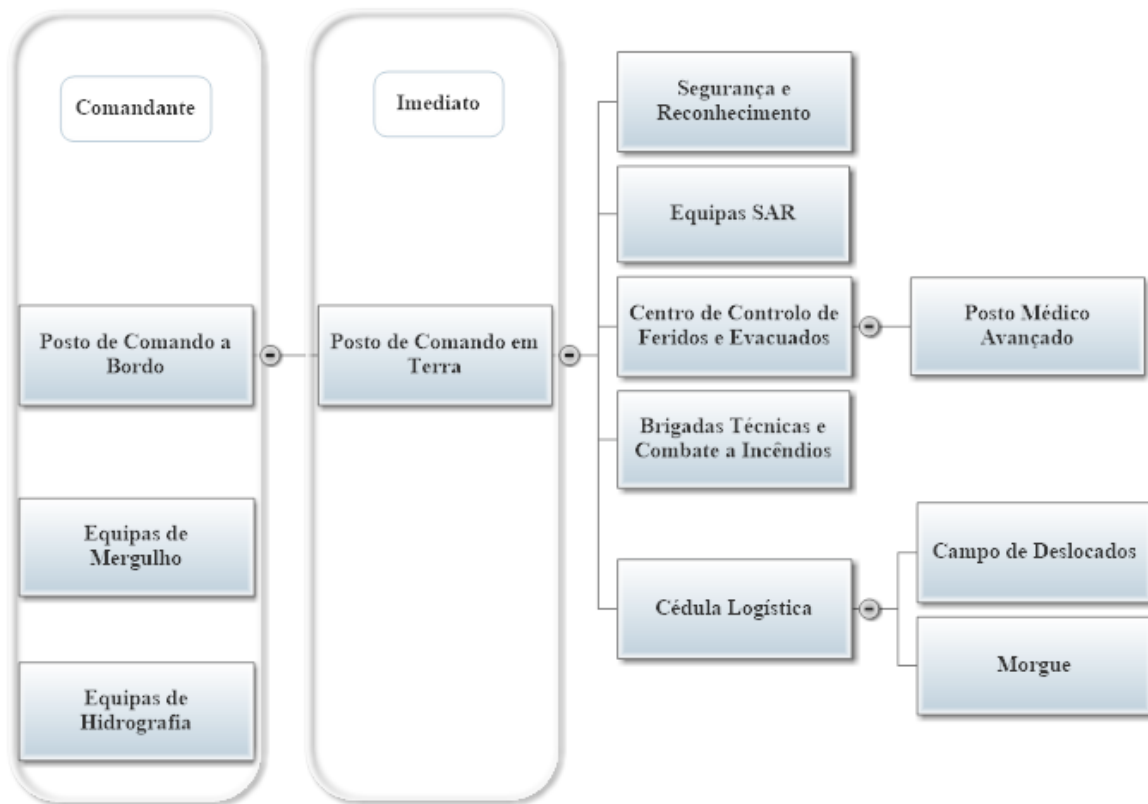 Comandante
Posto de Comando a
Bordo
Equipas de
Mergulho
Equipas de
Hidrografia
Imediato
Posto de Comando em
Terra
Segurança e
Reconhecimento
Equipas SAR
Centro de Controlo de
Feridos e Evacuados
Posto Médico
Avançado
Brigadas Técnicas e
Combate a Incêndios
Cédula Logística
Campo de Deslocados
Morgue